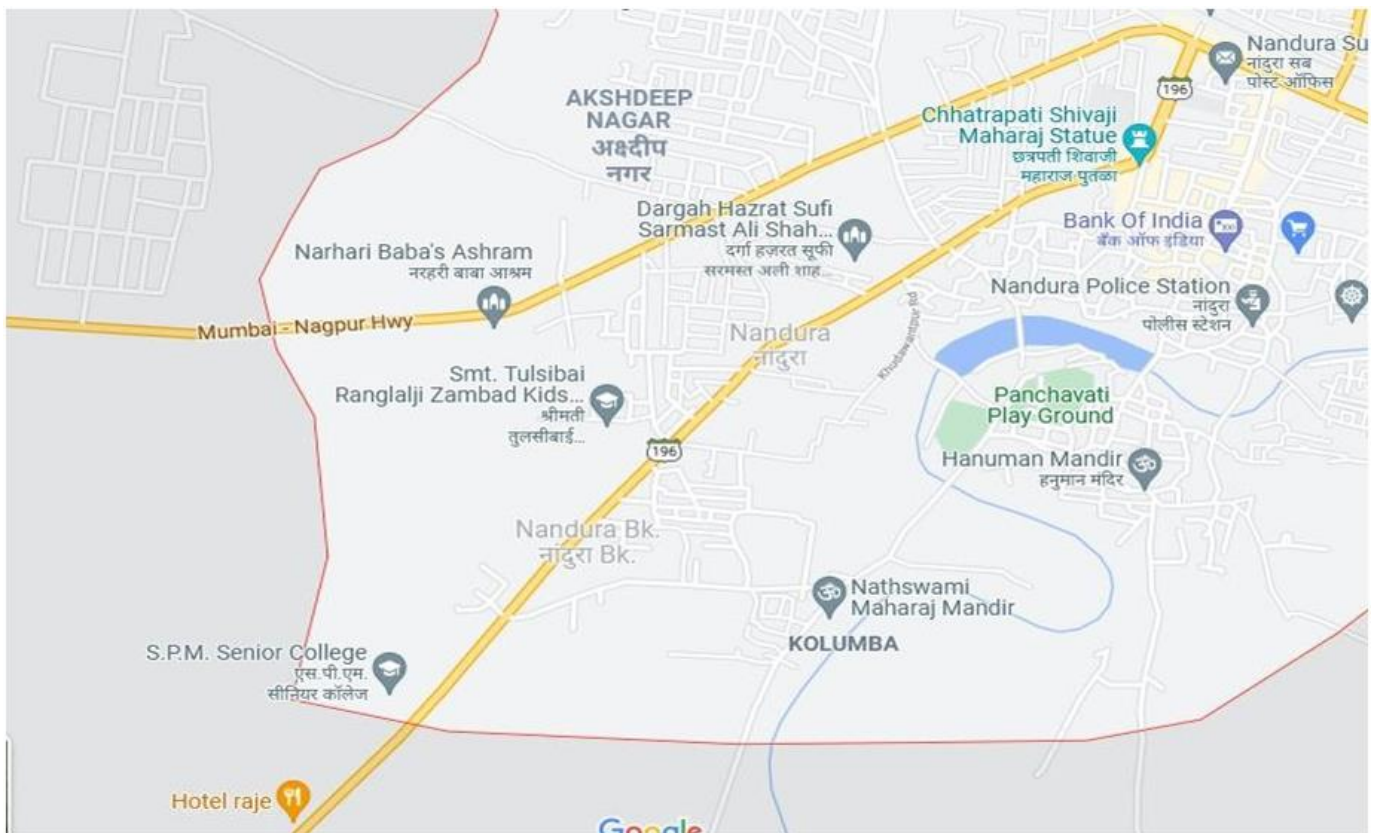 Nandura Su
नांदुरा सब
पोस्ट ऑफिस
196
AKSHDEEP
NAGAR
अक्षदीप
नगर
Chhatrapati Shivaji
Maharaj Statue
छत्रपती शिवाजी
महाराज पुतळा
Dargah Hazrat Sufi
Sarmast Ali Shah...
दर्गा हज़रत सूफी
सरमस्त अली शाह...
Bank Of India
बँक ऑफ इंडिया
Narhari Baba's Ashram
नरहरी बाबा आश्रम
Nandura Police Station
नांदुरा
पोलीस स्टेशन
Mumbai - Nagpur Hwy
Nandura
नांदुरा
Khudawantpur Rd
Smt. Tulsibai
Ranglalji Zambad Kids...
श्रीमती
तुलसीबाई...
Panchavati
Play Ground
196
Hanuman Mandir
हनुमान मंदिर
Nandura Bk.
नांदुरा Bk.
Nathswami
Maharaj Mandir
KOLUMBA
S.P.M. Senior College
एस.पी.एम.
सीनियर कॉलेज
Hotel raje
Google